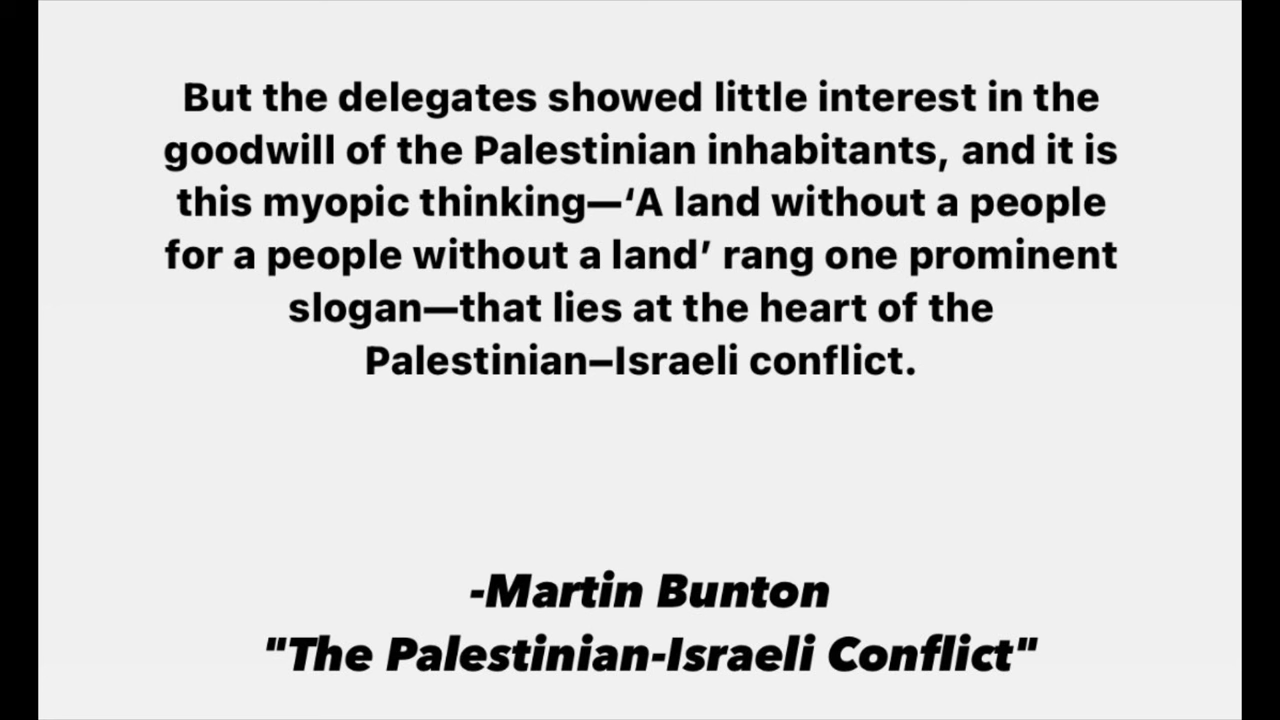 But the delegates showed little interest in the
goodwill of the Palestinian inhabitants, and it is
this myopic thinking—‘A land without a people
for a people without a land’ rang one prominent
slogan—that lies at the heart of the
Palestinian–Israeli conflict.
-Martin Bunton
"The Palestinian-Israeli Conflict"